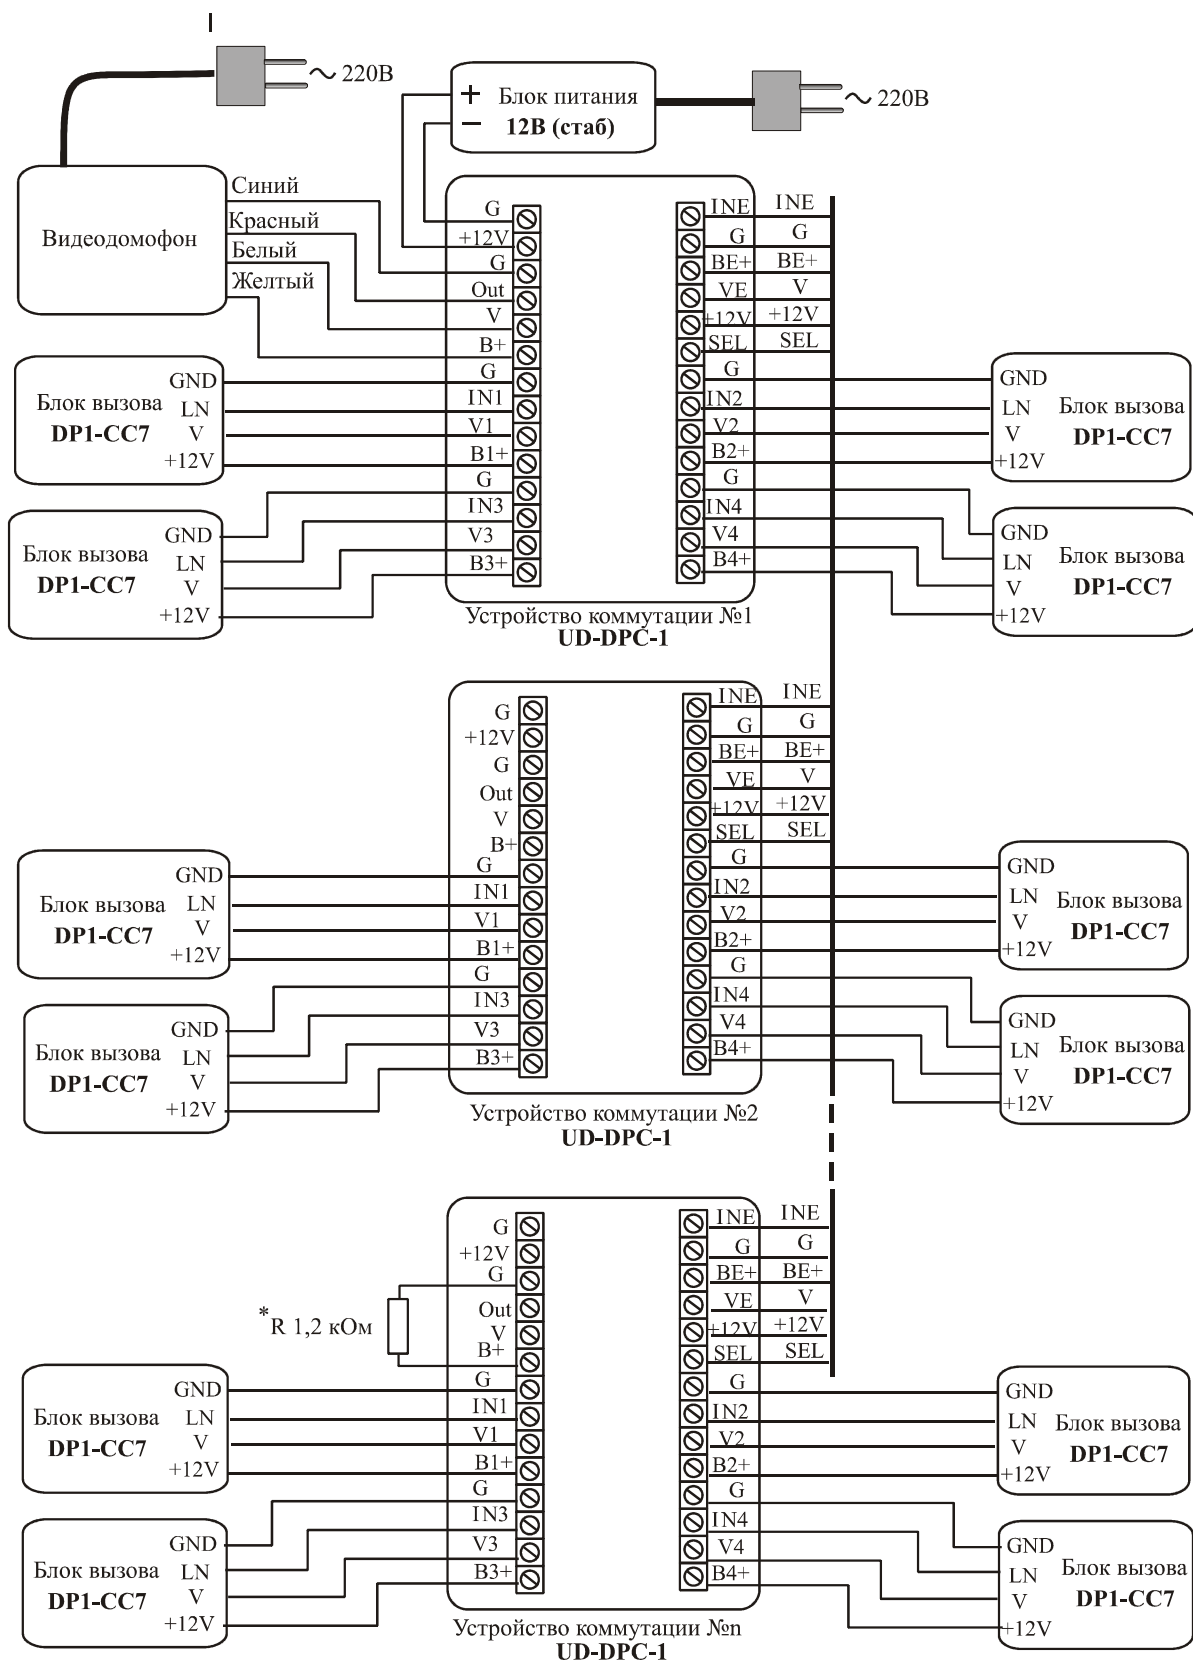 220В
Блок питания
12В (стаб)
220В
+
−
Видеодомофон
Синий
Красный
Белый
Желтый
G
+12V
G
Out
V
B+
G
IN1
V1
B1+
G
IN3
V3
B3+
INE INE
G G
BE+ BE+
VE V
+12V +12V
SEL SEL
G
IN2
V2
B2+
G
IN4
V4
B4+
Блок вызова
DP1-CC7
GND
LN
V
+12V
Блок вызова
DP1-CC7
GND
LN
V
+12V
GND
LN
V
+12V
Блок вызова
DP1-CC7
GND
LN
V
+12V
Блок вызова
DP1-CC7
Устройство коммутации №1
UD-DPC-1
G
+12V
G
Out
V
B+
G
IN1
V1
B1+
G
IN3
V3
B3+
INE INE
G G
BE+ BE+
VE V
+12V +12V
SEL SEL
G
IN2
V2
B2+
G
IN4
V4
B4+
Блок вызова
DP1-CC7
GND
LN
V
+12V
Блок вызова
DP1-CC7
GND
LN
V
+12V
GND
LN
V
+12V
Блок вызова
DP1-CC7
GND
LN
V
+12V
Блок вызова
DP1-CC7
Устройство коммутации №2
UD-DPC-1
*R 1,2 кОм
G
+12V
G
Out
V
B+
G
IN1
V1
B1+
G
IN3
V3
B3+
INE INE
G G
BE+ BE+
VE V
+12V +12V
SEL SEL
G
IN2
V2
B2+
G
IN4
V4
B4+
Блок вызова
DP1-CC7
GND
LN
V
+12V
Блок вызова
DP1-CC7
GND
LN
V
+12V
GND
LN
V
+12V
Блок вызова
DP1-CC7
GND
LN
V
+12V
Блок вызова
DP1-CC7
Устройство коммутации №n
UD-DPC-1